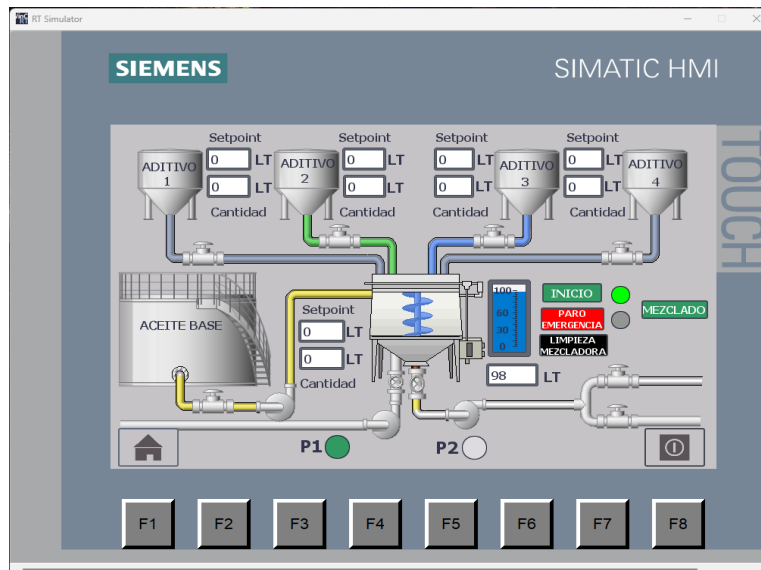 RT Simulator
SIEMENS
SIMATIC HMI
TOUCH
Setpoint
Setpoint
Setpoint
Setpoint
ADITIVO
1
0 LT
0 LT
Cantidad
ADITIVO
2
0 LT
0 LT
Cantidad
0 LT
0 LT
Cantidad
ADITIVO
3
0 LT
0 LT
Cantidad
ADITIVO
4
ACEITE BASE
Setpoint
0 LT
0 LT
Cantidad
100
60
30
0
98 LT
INICIO
PARO
EMERGENCIA
LIMPIEZA
MEZCLADORA
MEZCLADO
P1
P2
F1 F2 F3 F4 F5 F6 F7 F8